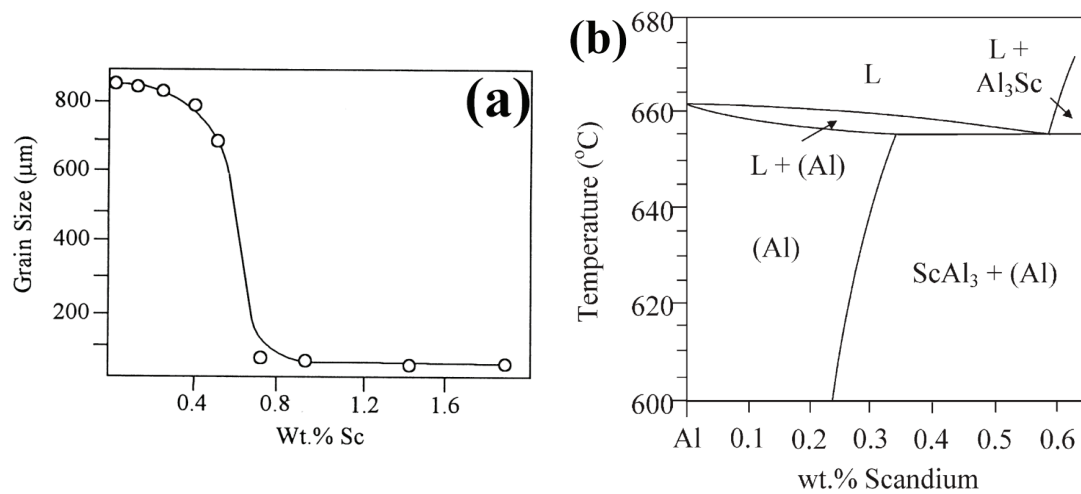 (a)
Grain Size (μm)
800
600
400
200
0.4 0.8 1.2 1.6
Wt.% Sc
(b)
Temperature (°C)
680
660
640
620
600
L
L +
Al₃Sc
L + (Al)
(Al)
ScAl₃ + (Al)
Al 0.1 0.2 0.3 0.4 0.5 0.6
wt.% Scandium